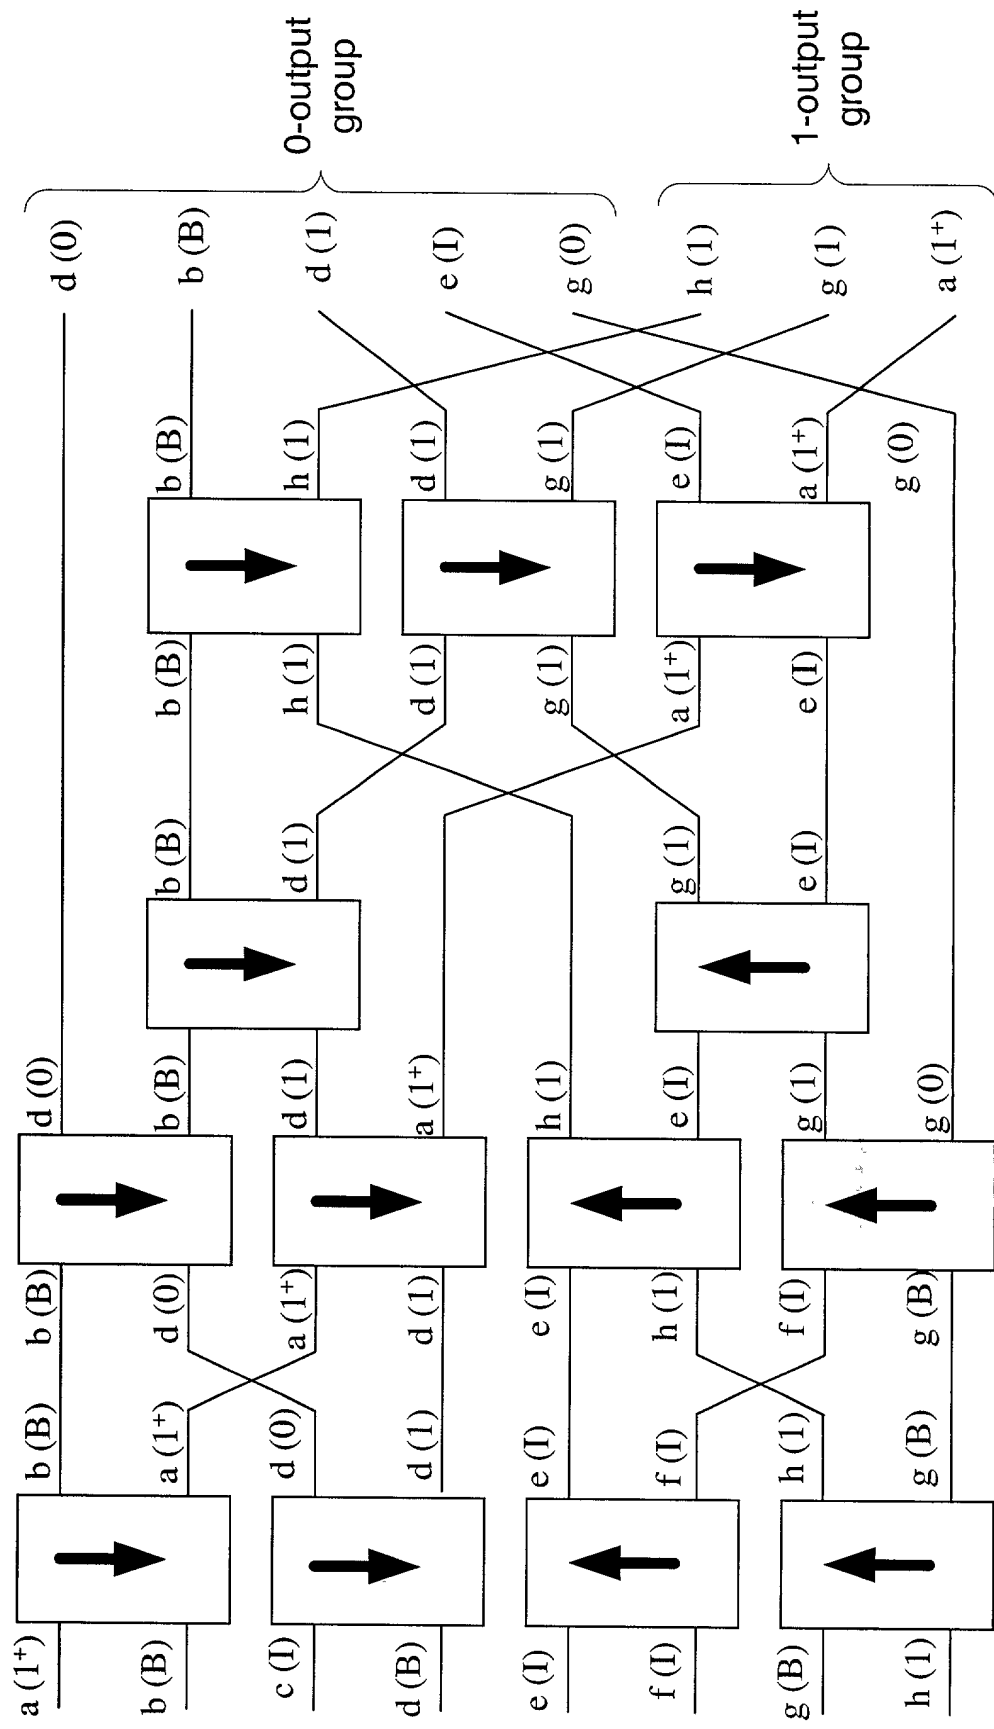 a (1⁺)
b (B)
c (I)
d (B)
e (I)
f (I)
g (B)
h (1)
b (B)
a (1⁺)
d (0)
d (1)
e (I)
f (I)
h (1)
g (B)
b (B)
d (0)
a (1⁺)
d (1)
e (I)
h (1)
f (I)
g (B)
d (0)
b (B)
d (1)
a (1⁺)
h (1)
e (I)
g (1)
g (0)
b (B)
d (1)
g (1)
e (I)
b (B)
h (1)
d (1)
g (1)
a (1⁺)
e (I)
b (B)
h (1)
d (1)
g (1)
e (I)
a (1⁺)
g (0)
d (0)
b (B)
d (1)
e (I)
g (0)
h (1)
g (1)
a (1⁺)
0-output
group
1-output
group